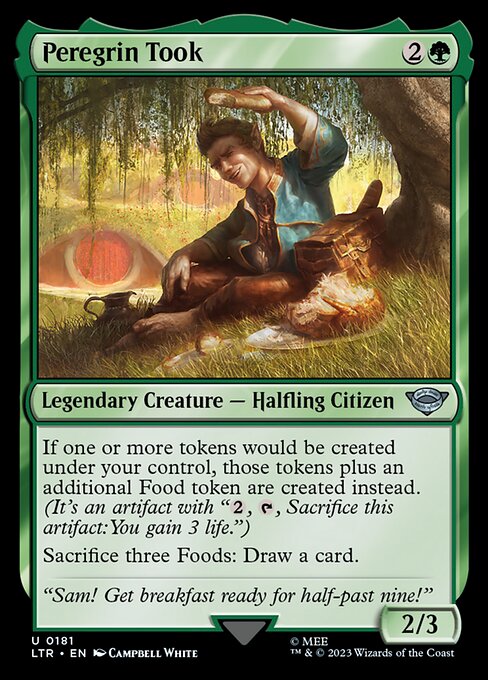 Peregrin Took 2
Legendary Creature — Halfling Citizen
If one or more tokens would be created
under your control, those tokens plus an
additional Food token are created instead.
(It's an artifact with “2, , Sacrifice this
artifact:You gain 3 life.”)
Sacrifice three Foods: Draw a card.
“Sam! Get breakfast ready for half-past nine!”
2/3
U 0181
LTR • EN Campbell White
© MEE
™ & © 2023 Wizards of the Coast